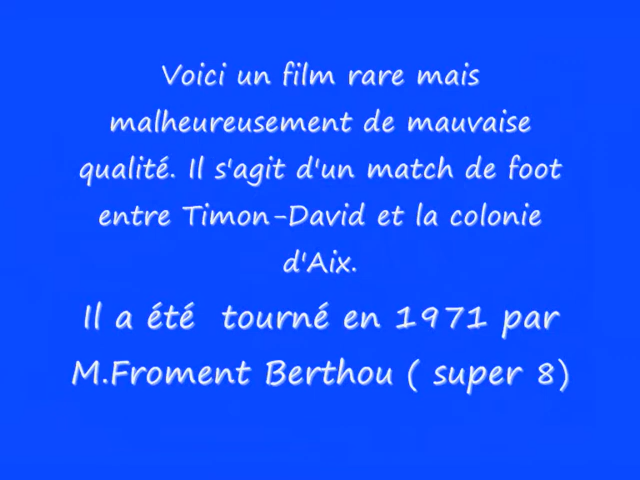 Voici un film rare mais
malheureusement de mauvaise
qualité. Il s'agit d'un match de foot
entre Timon-David et la colonie
d'Aix.
Il a été  tourné en 1971 par
M.Froment Berthou ( super 8)